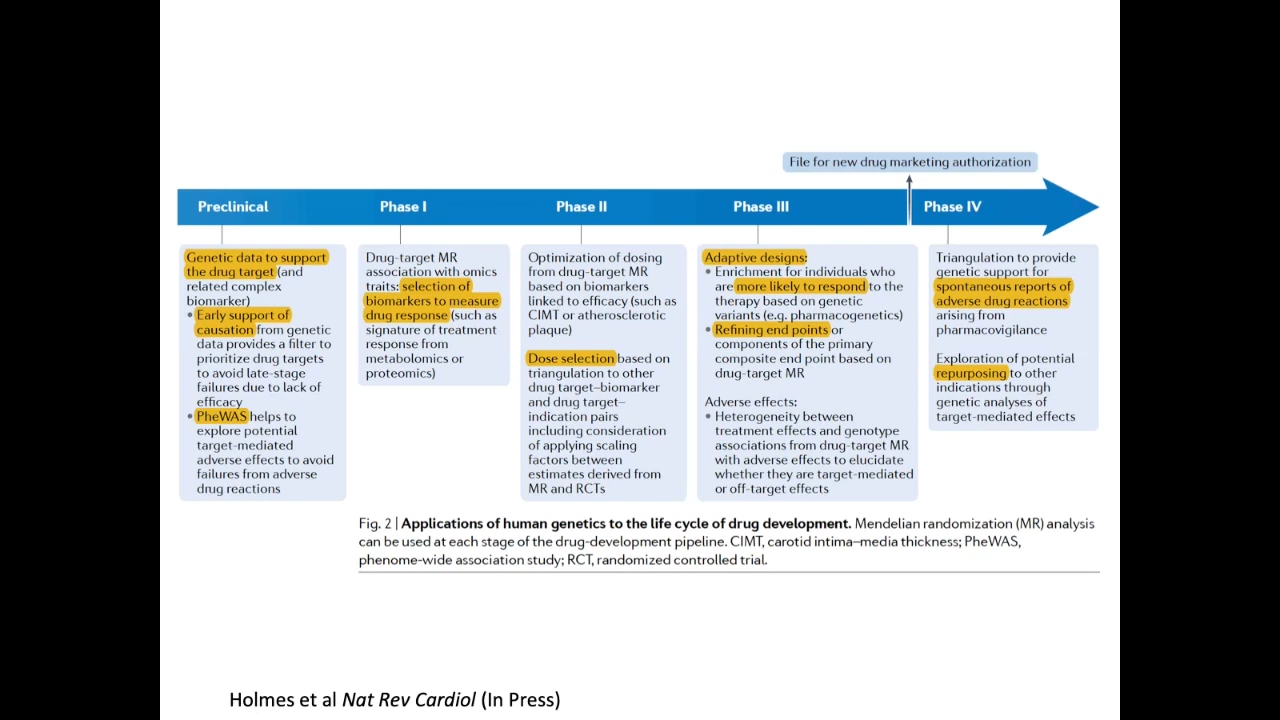 File for new drug marketing authorization
Preclinical
Phase I
Phase II
Phase III
Phase IV
Genetic data to support
the drug target (and
related complex
biomarker)
• Early support of
causation from genetic
data provides a filter to
prioritize drug targets
to avoid late-stage
failures due to lack of
efficacy
• PheWAS helps to
explore potential
target-mediated
adverse effects to avoid
failures from adverse
drug reactions
Drug-target MR
association with omics
traits: selection of
biomarkers to measure
drug response (such as
signature of treatment
response from
metabolomics or
proteomics)
Optimization of dosing
from drug-target MR
based on biomarkers
linked to efficacy (such as
CIMT or atherosclerotic
plaque)
Dose selection based on
triangulation to other
drug target–biomarker
and drug target–
indication pairs
including consideration
of applying scaling
factors between
estimates derived from
MR and RCTs
Adaptive designs:
• Enrichment for individuals who
are more likely to respond to the
therapy based on genetic
variants (e.g. pharmacogenetics)
• Refining end points or
components of the primary
composite end point based on
drug-target MR
Adverse effects:
• Heterogeneity between
treatment effects and genotype
associations from drug-target MR
with adverse effects to elucidate
whether they are target-mediated
or off-target effects
Triangulation to provide
genetic support for
spontaneous reports of
adverse drug reactions
arising from
pharmacovigilance
Exploration of potential
repurposing to other
indications through
genetic analyses of
target-mediated effects
Fig. 2 | Applications of human genetics to the life cycle of drug development. Mendelian randomization (MR) analysis
can be used at each stage of the drug-development pipeline. CIMT, carotid intima–media thickness; PheWAS,
phenome-wide association study; RCT, randomized controlled trial.
Holmes et al Nat Rev Cardiol (In Press)